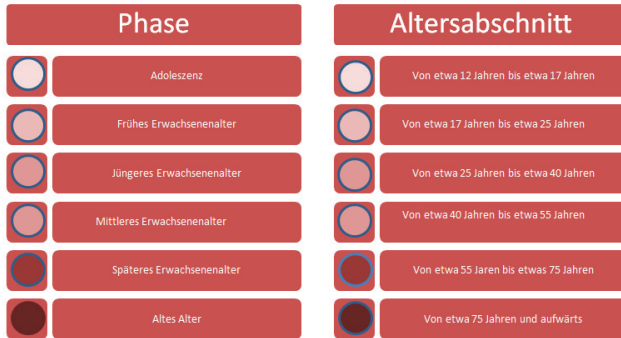 Phase
Altersabschnitt
Adoleszenz
Von etwa 12 Jahren bis etwa 17 Jahren
Frühes Erwachsenenalter
Von etwa 17 Jahren bis etwa 25 Jahren
Jüngeres Erwachsenenalter
Von etwa 25 Jahren bis etwa 40 Jahren
Mittleres Erwachsenenalter
Von etwa 40 Jahren bis etwa 55 Jahren
Späteres Erwachsenenalter
Von etwa 55 Jaren bis etwas 75 Jahren
Altes Alter
Von etwa 75 Jahren und aufwärts